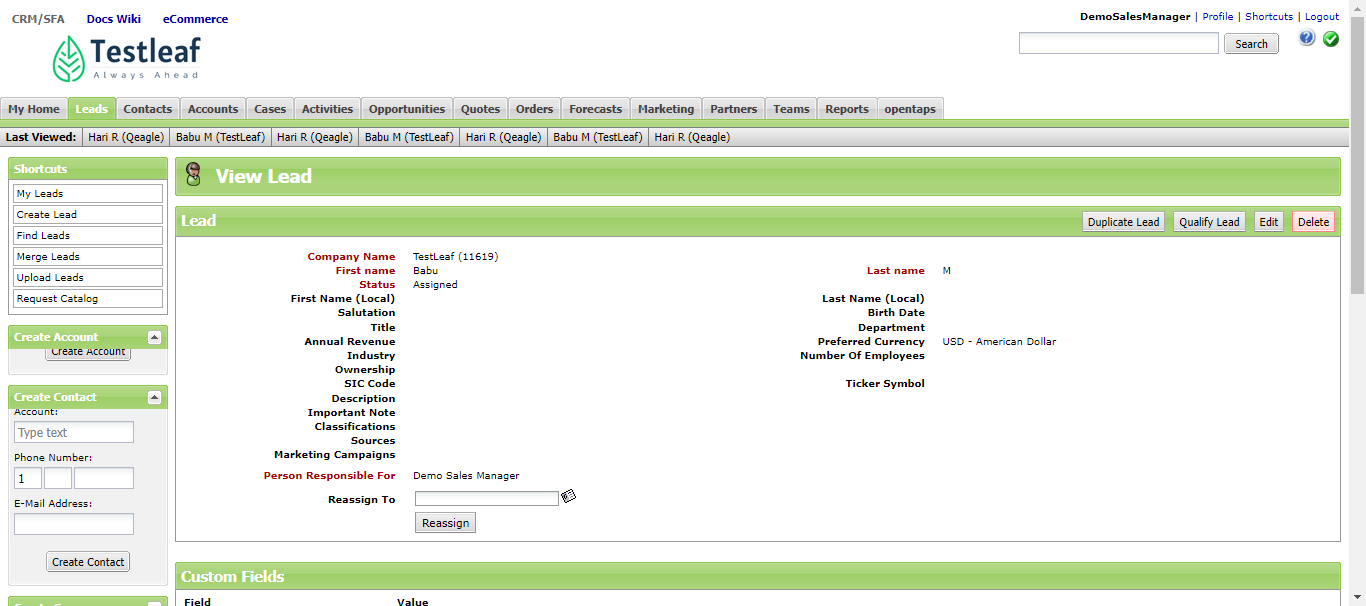 CRM/SFA Docs Wiki eCommerce
DemoSalesManager | Profile | Shortcuts | Logout
Testleaf
Always Ahead
Search
?
My Home Leads Contacts Accounts Cases Activities Opportunities Quotes Orders Forecasts Marketing Partners Teams Reports opentaps
Last Viewed: Hari R (Qeagle) Babu M (TestLeaf) Hari R (Qeagle) Babu M (TestLeaf) Hari R (Qeagle) Babu M (TestLeaf) Hari R (Qeagle)
Shortcuts
My Leads
Create Lead
Find Leads
Merge Leads
Upload Leads
Request Catalog
Create Account
Create Account
Create Contact
Account:
Type text
Phone Number:
1
E-Mail Address:
Create Contact
View Lead
Lead Duplicate Lead Qualify Lead Edit Delete
Company Name TestLeaf (11619)
First name Babu Last name M
Status Assigned
First Name (Local) Last Name (Local)
Salutation Birth Date
Title Department
Annual Revenue Preferred Currency USD - American Dollar
Industry Number Of Employees
Ownership
SIC Code Ticker Symbol
Description
Important Note
Classifications
Sources
Marketing Campaigns
Person Responsible For Demo Sales Manager
Reassign To
Reassign
Custom Fields
Field Value